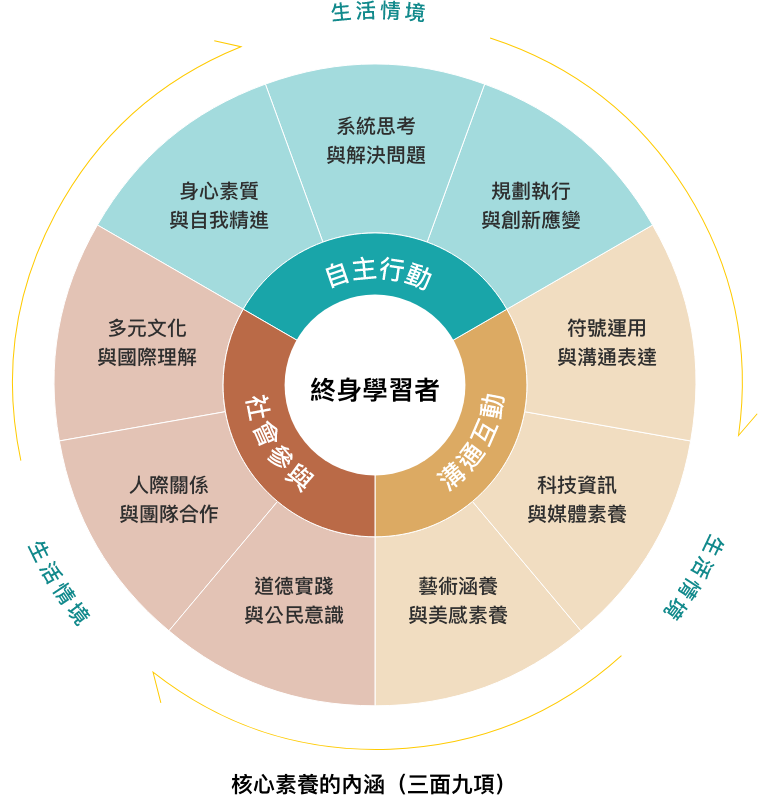 生活情境
系統思考
與解決問題
身心素質
與自我精進
規劃執行
與創新應變
自主行動
多元文化
與國際理解
符號運用
與溝通表達
終身學習者
社會參與
溝通互動
人際關係
與團隊合作
科技資訊
與媒體素養
道德實踐
與公民意識
藝術涵養
與美感素養
生活情境
生活情境
核心素養的內涵（三面九項）